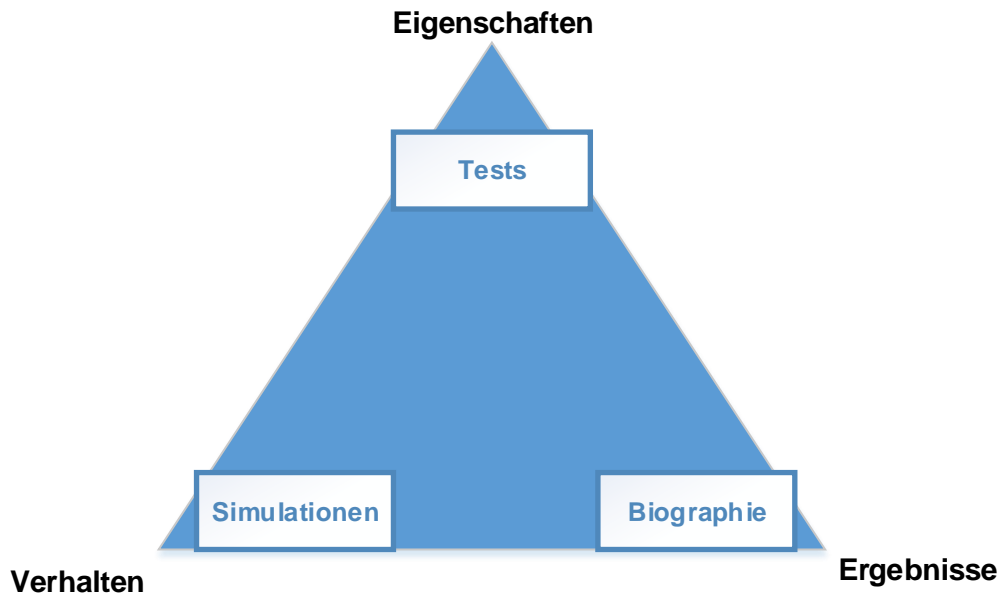 Eigenschaften
Tests
Simulationen
Biographie
Verhalten
Ergebnisse